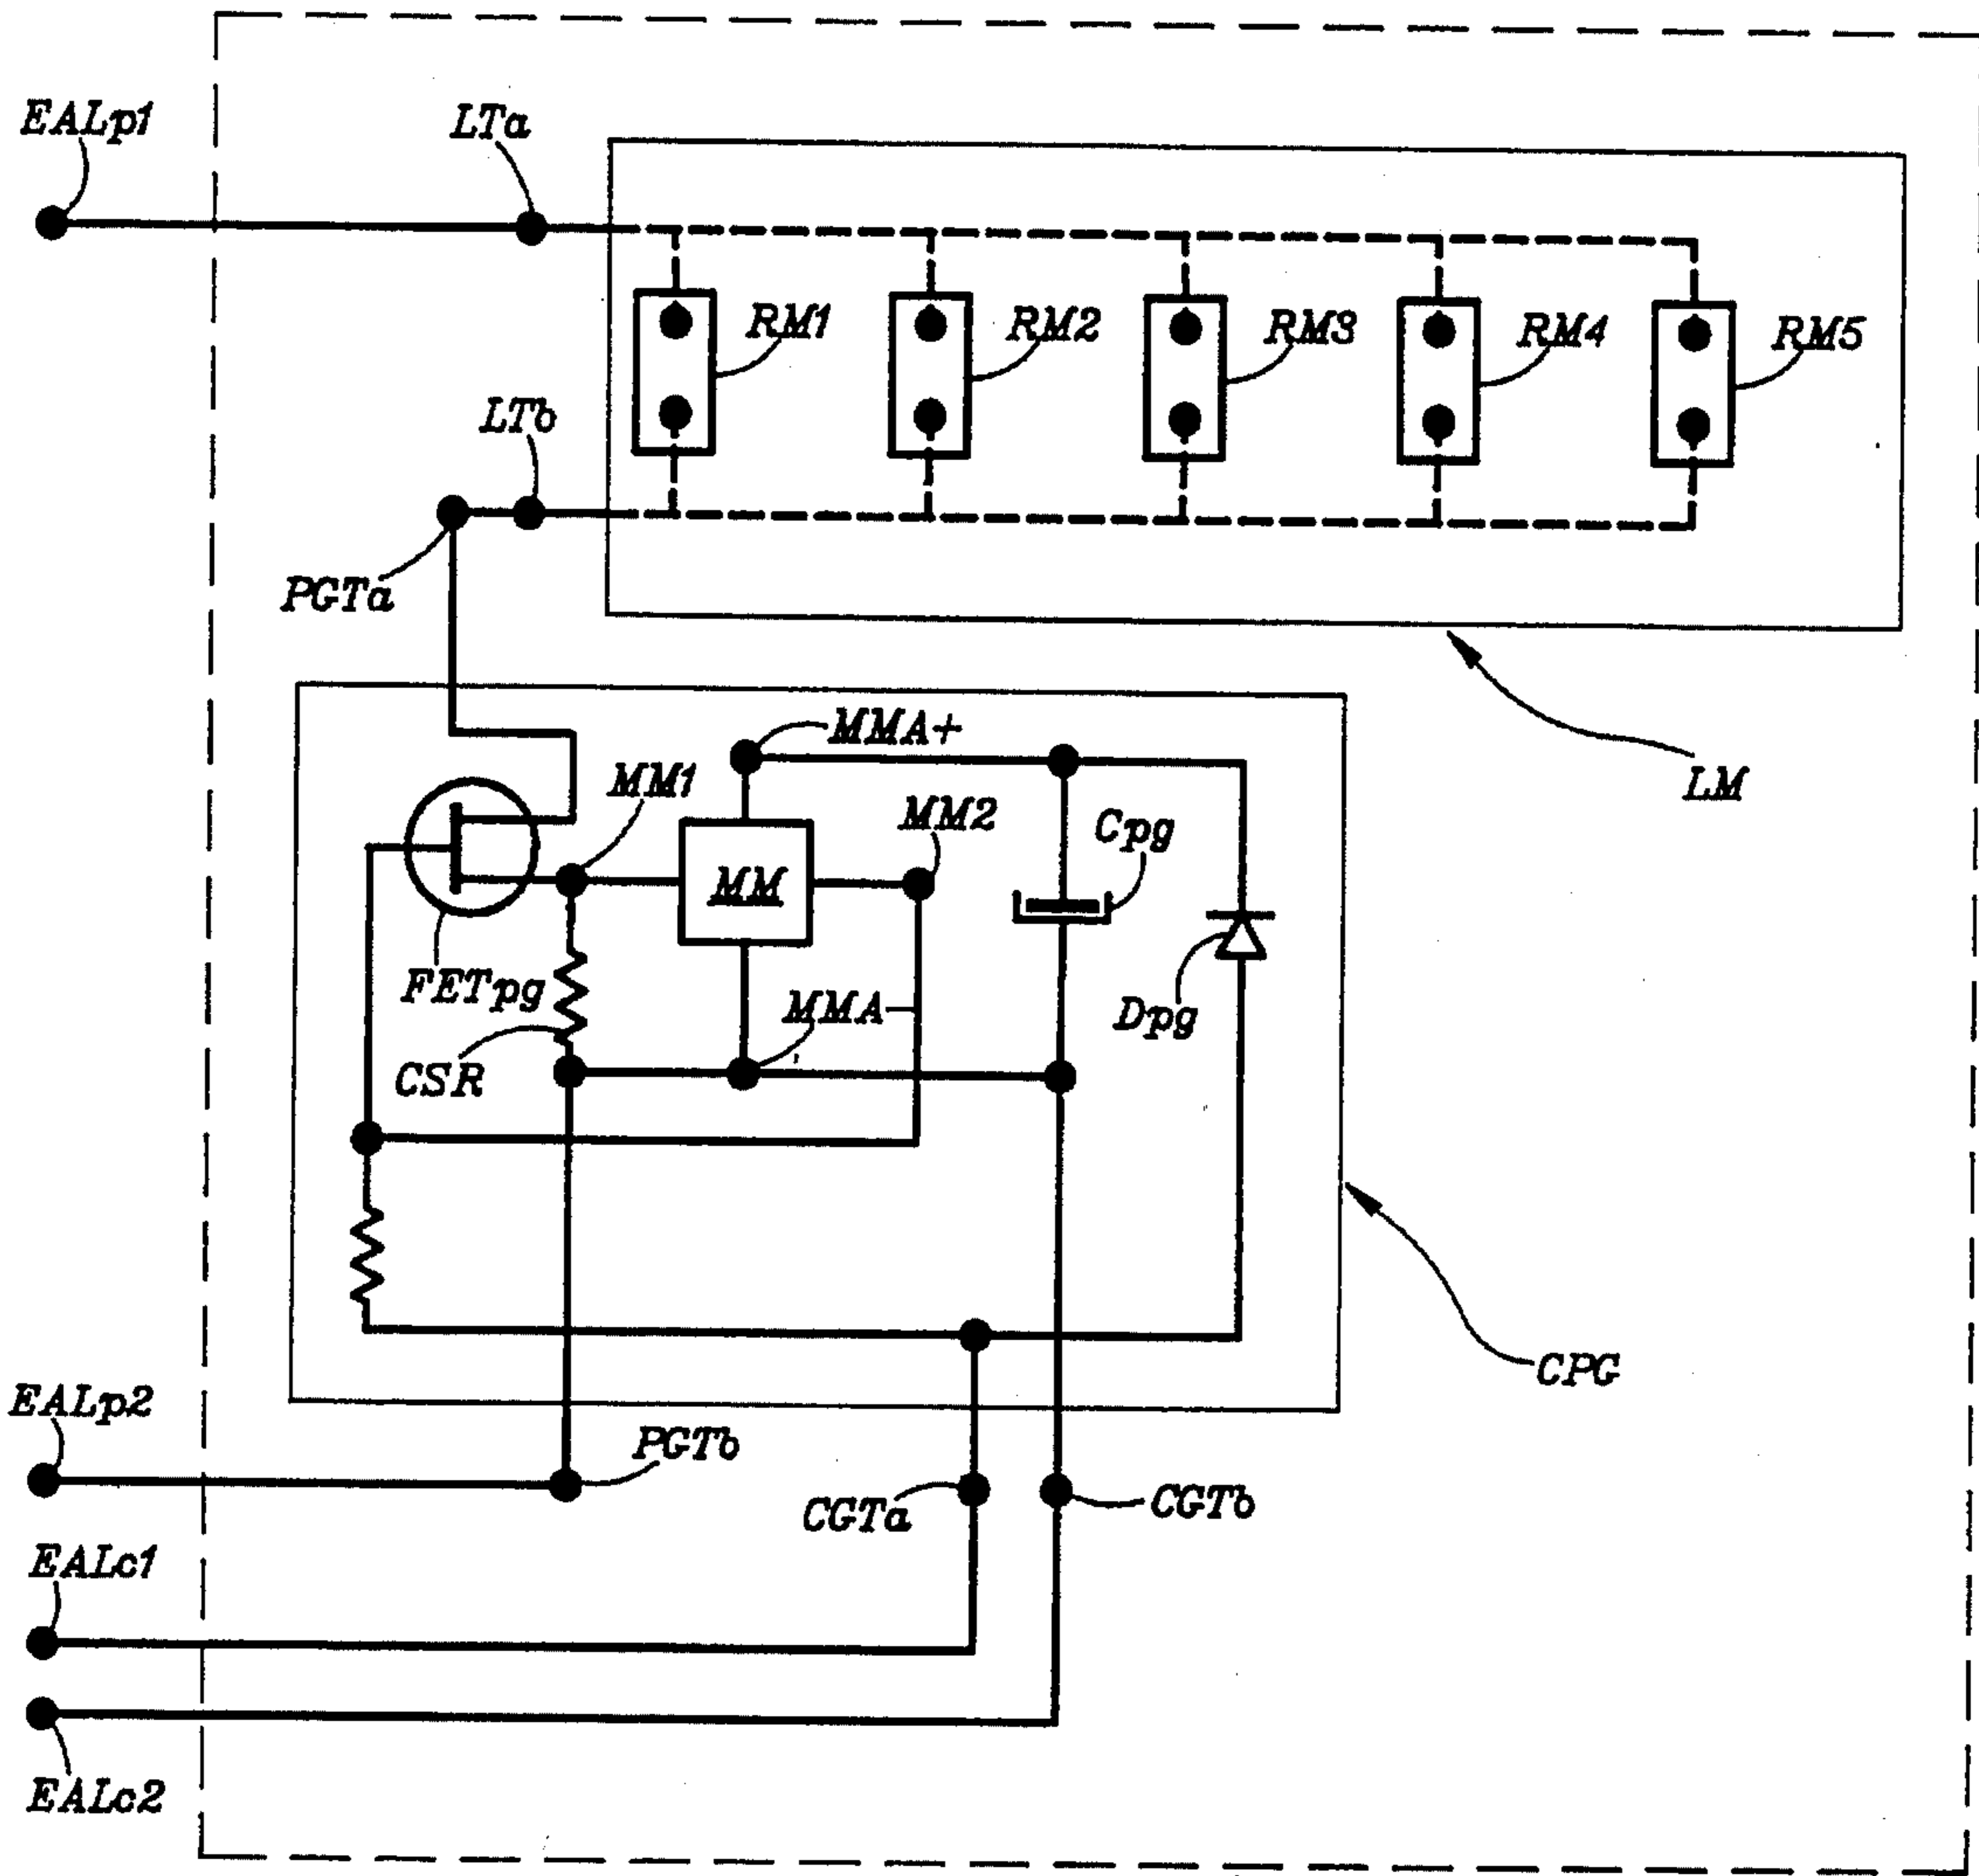 EALp1
LTa
RM1
RM2
RM3
RM4
RM5
LTb
PGTa
LM
MMA+
MM1
MM2
Cpg
MM
FETpg
MMA-
Dpg
CSR
CPG
EALp2
PGTb
CGTa
CGTb
EALc1
EALc2